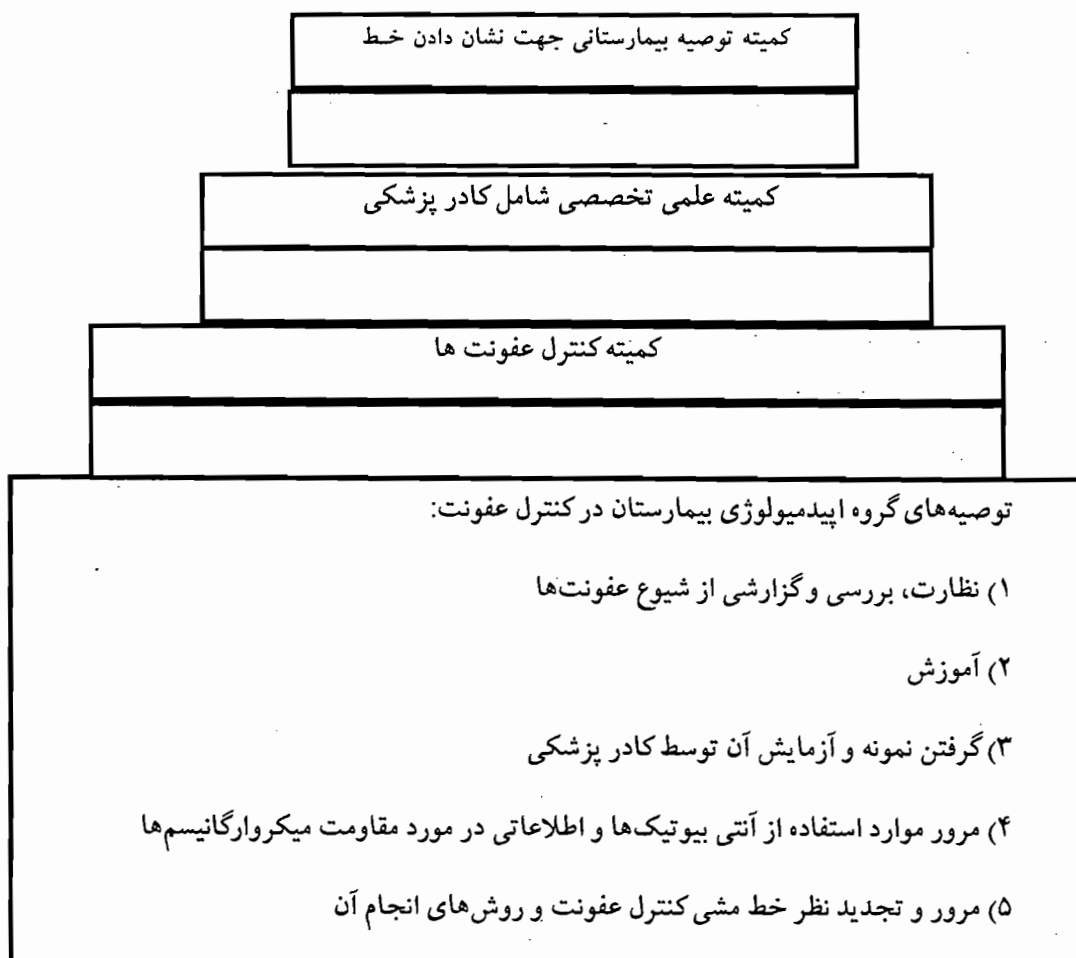 کمیته توصیه بیمارستانی جهت نشان دادن خط
کمیته علمی تخصصی شامل کادر پزشکی
کمیته کنترل عفونت ها
توصیه‌های گروه اپیدمیولوژی بیمارستان در کنترل عفونت:
۱) نظارت، بررسی و گزارشی از شیوع عفونت‌ها
۲) آموزش
۳) گرفتن نمونه و آزمایش آن توسط کادر پزشکی
۴) مرور موارد استفاده از آنتی بیوتیک‌ها و اطلاعاتی در مورد مقاومت میکروارگانیسم‌ها
۵) مرور و تجدید نظر خط مشی کنترل عفونت و روش‌های انجام آن